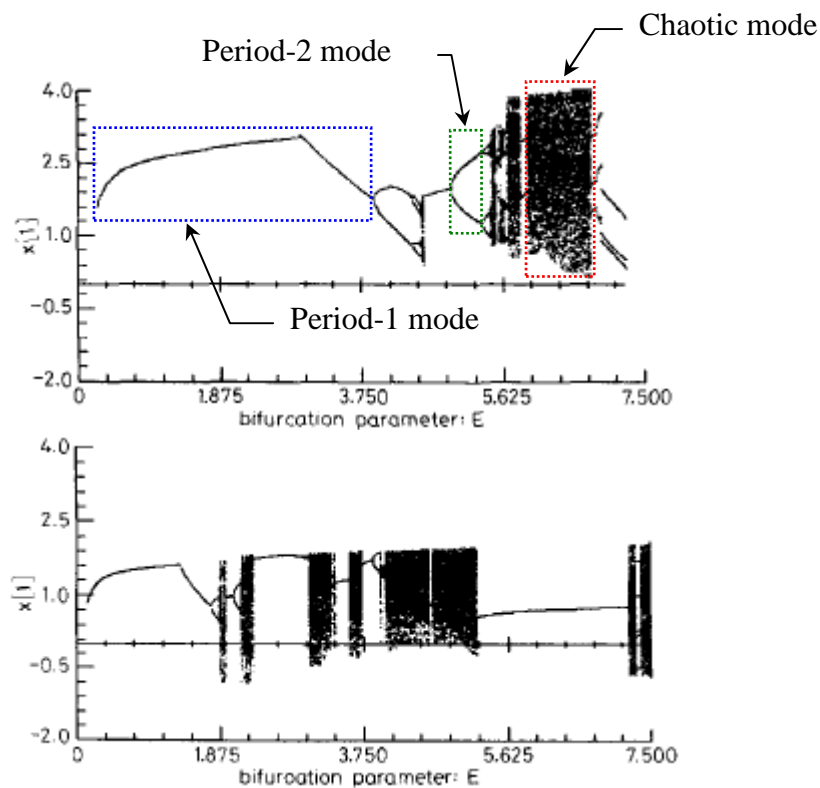 Chaotic mode
Period-2 mode
4.0
2.5
x[1]
1.0
Period-1 mode
-0.5
-2.0
0 1.875 3.750 5.625 7.500
bifurcation parameter: E
4.0
2.5
x[1]
1.0
-0.5
-2.0
0 1.875 3.750 5.625 7.500
bifurcation parameter: E